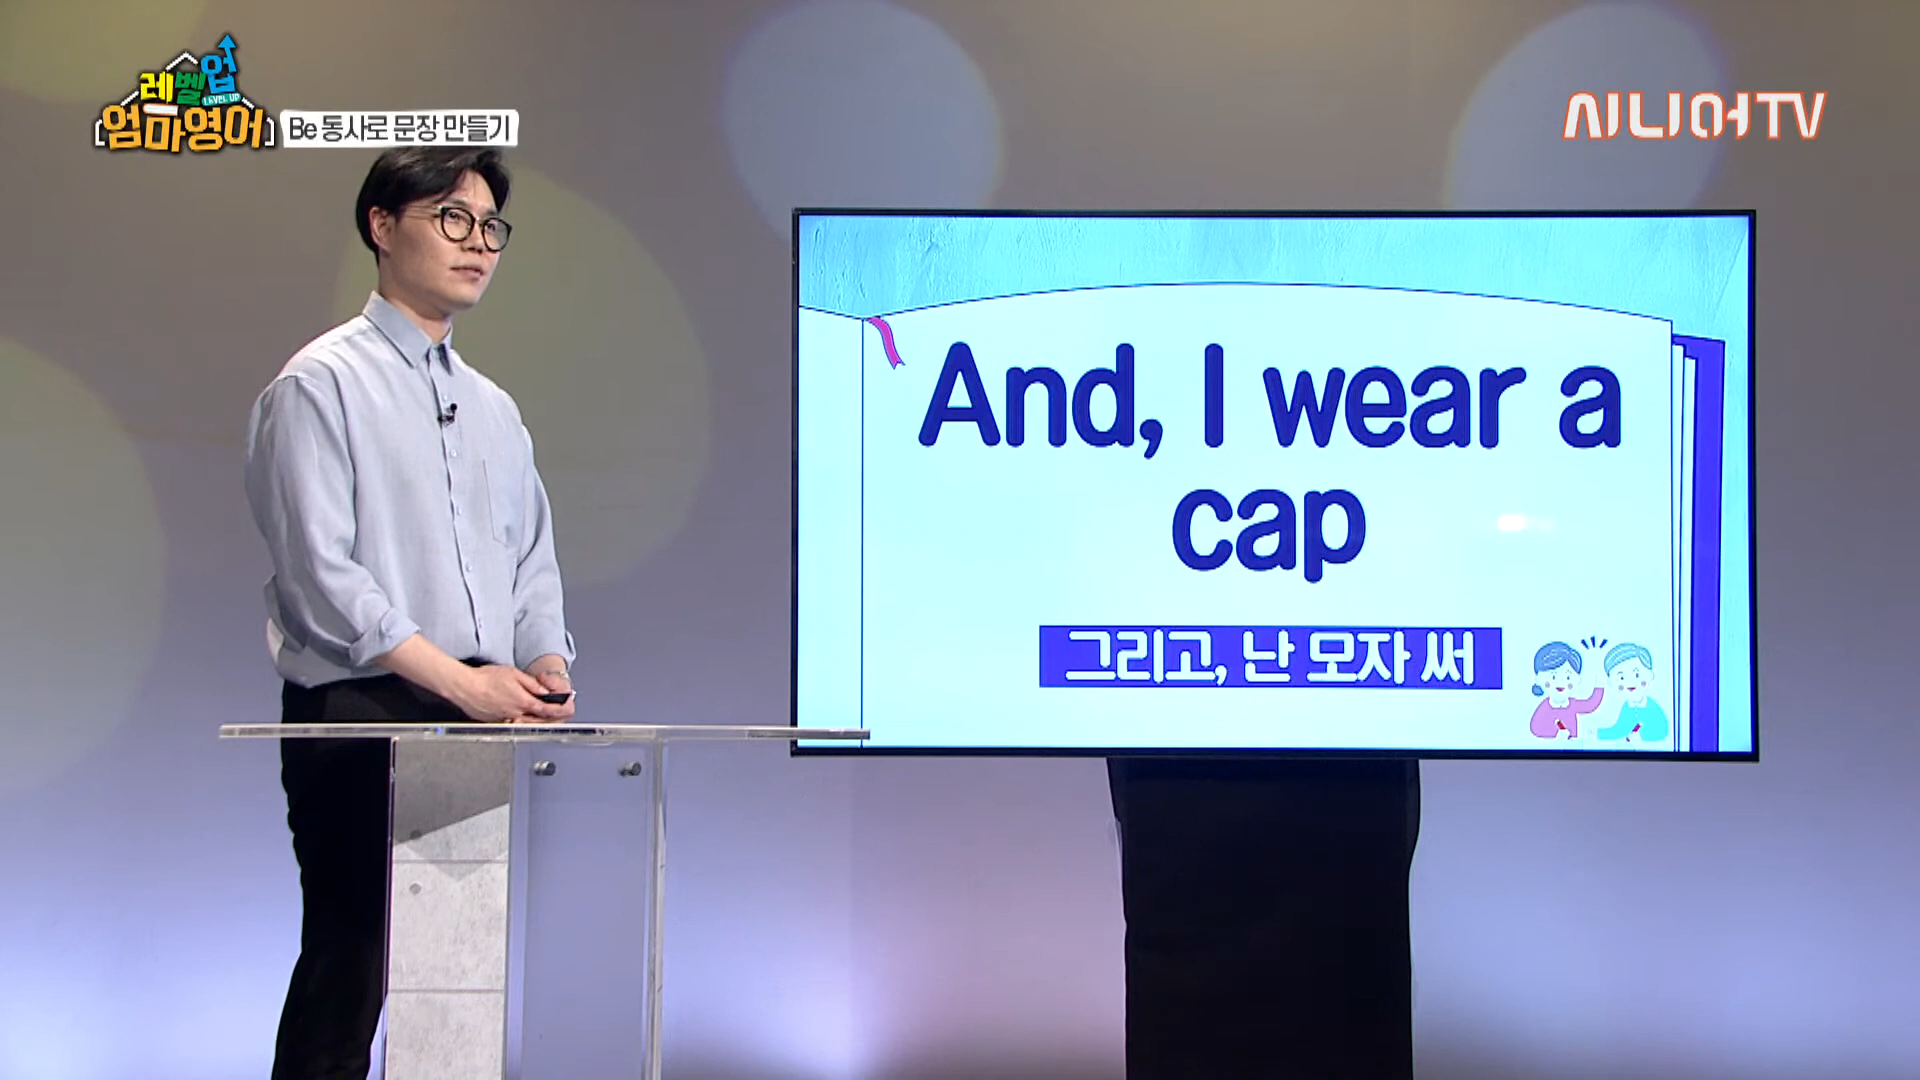 레벨업
LEVEL UP
엄마영어
Be 동사로 문장 만들기
시니어TV
And, I wear a
cap
그리고, 난 모자 써